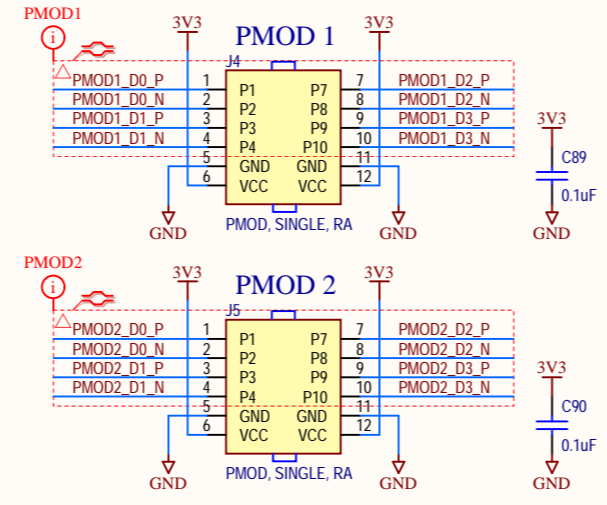 PMOD1
i
3V3
PMOD 1
3V3
J4
PMOD1_D0_P 1 P1 P7 7 PMOD1_D2_P
PMOD1_D0_N 2 P2 P8 8 PMOD1_D2_N
PMOD1_D1_P 3 P3 P9 9 PMOD1_D3_P
PMOD1_D1_N 4 P4 P10 10 PMOD1_D3_N
5 GND GND 11
6 VCC VCC 12
GND
PMOD, SINGLE, RA
GND
3V3
C89
0.1uF
GND
PMOD2
i
3V3
PMOD 2
3V3
J5
PMOD2_D0_P 1 P1 P7 7 PMOD2_D2_P
PMOD2_D0_N 2 P2 P8 8 PMOD2_D2_N
PMOD2_D1_P 3 P3 P9 9 PMOD2_D3_P
PMOD2_D1_N 4 P4 P10 10 PMOD2_D3_N
5 GND GND 11
6 VCC VCC 12
GND
PMOD, SINGLE, RA
GND
3V3
C90
0.1uF
GND